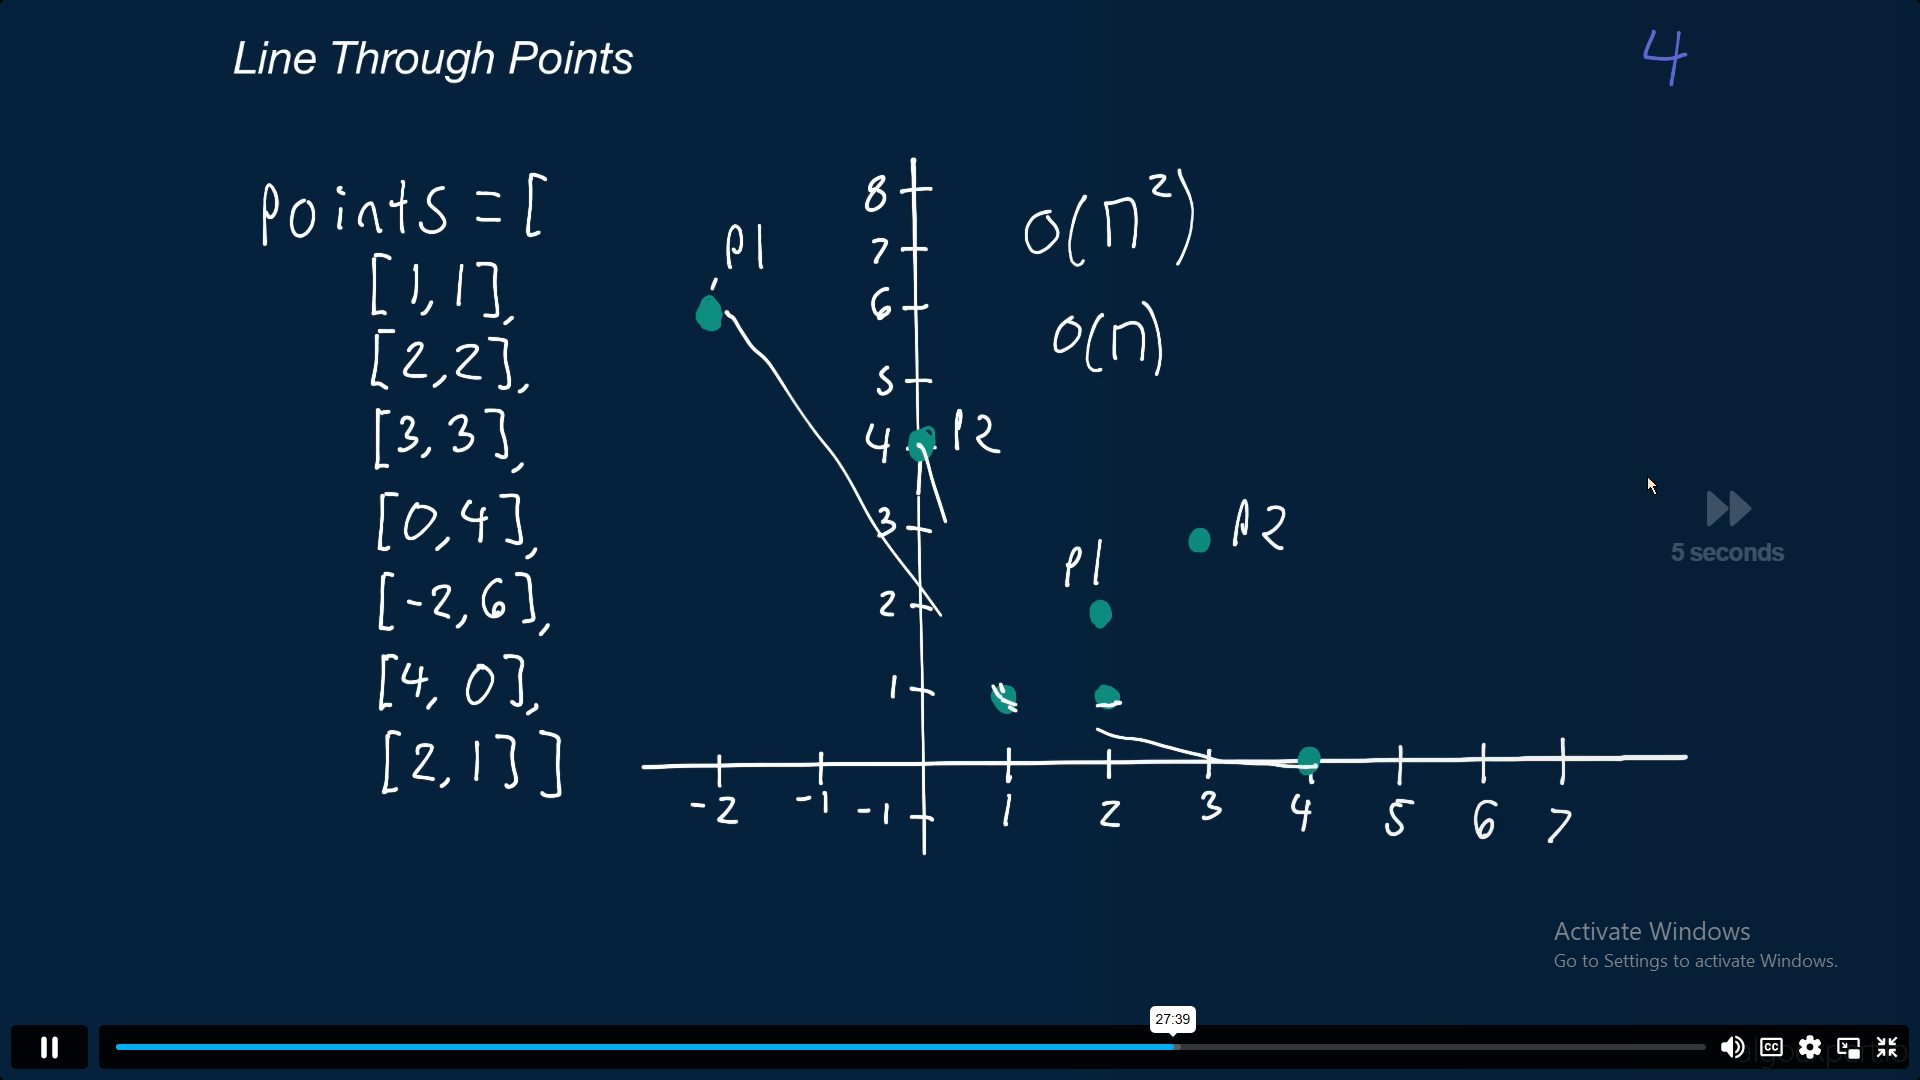 Line Through Points
4
points = [
[1, 1],
[2, 2],
[3, 3],
[0, 4],
[-2, 6],
[4, 0],
[2, 1] ]
8
7
6
5
4
3
2
1
-1
P1
P2
P1
P2
O(n²)
O(n)
-2 -1 1 2 3 4 5 6 7
5 seconds
Activate Windows
Go to Settings to activate Windows.
27:39
CC